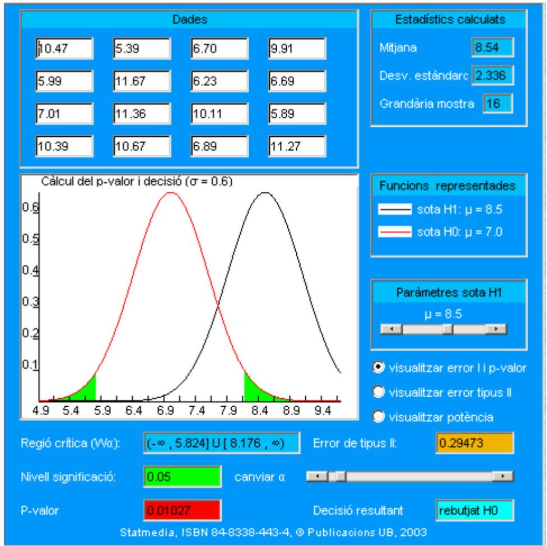 Dades
10.47 5.39 6.70 9.91
5.99 11.67 6.23 6.69
7.01 11.36 10.11 5.89
10.39 10.67 6.89 11.27
Estadístics calculats
Mitjana 8.54
Desv. estàndarc 2.336
Grandària mostra 16
Càlcul del p-valor i decisió (σ = 0.6)
0.6
0.5
0.4
0.3
0.2
0.1
4.9 5.4 5.9 6.4 6.9 7.4 7.9 8.4 8.9 9.4
Funcions representades
sota H1: μ = 8.5
sota H0: μ = 7.0
Paràmetres sota H1
μ = 8.5
visualitzar error I i p-valor
visualitzar error tipus II
visualitzar potència
Regió crítica (Wα): (-∞ , 5.824] U [ 8.176 , ∞) Error de tipus II: 0.29473
Nivell significació: 0.05 canviar α
P-valor 0.01027 Decisió resultant rebutjat H0
Statmedia, ISBN 84-8338-443-4, © Publicacions UB, 2003